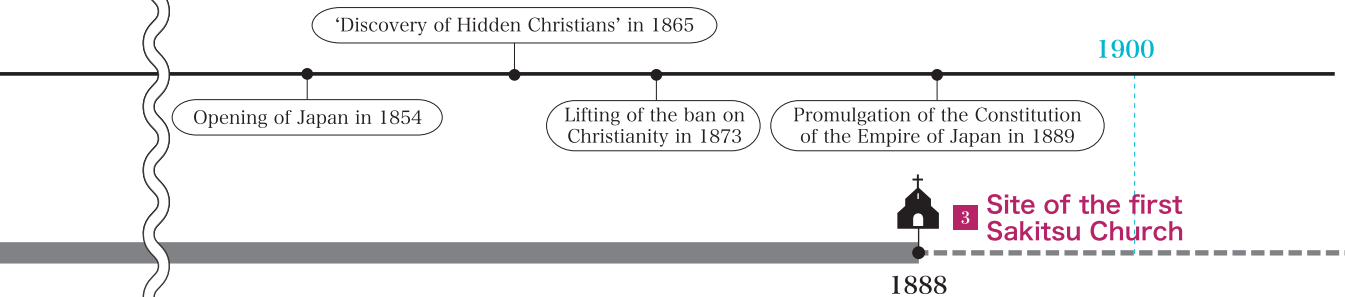 ‘Discovery of Hidden Christians’ in 1865
1900
Opening of Japan in 1854
Lifting of the ban on
Christianity in 1873
Promulgation of the Constitution
of the Empire of Japan in 1889
3
Site of the first
Sakitsu Church
1888